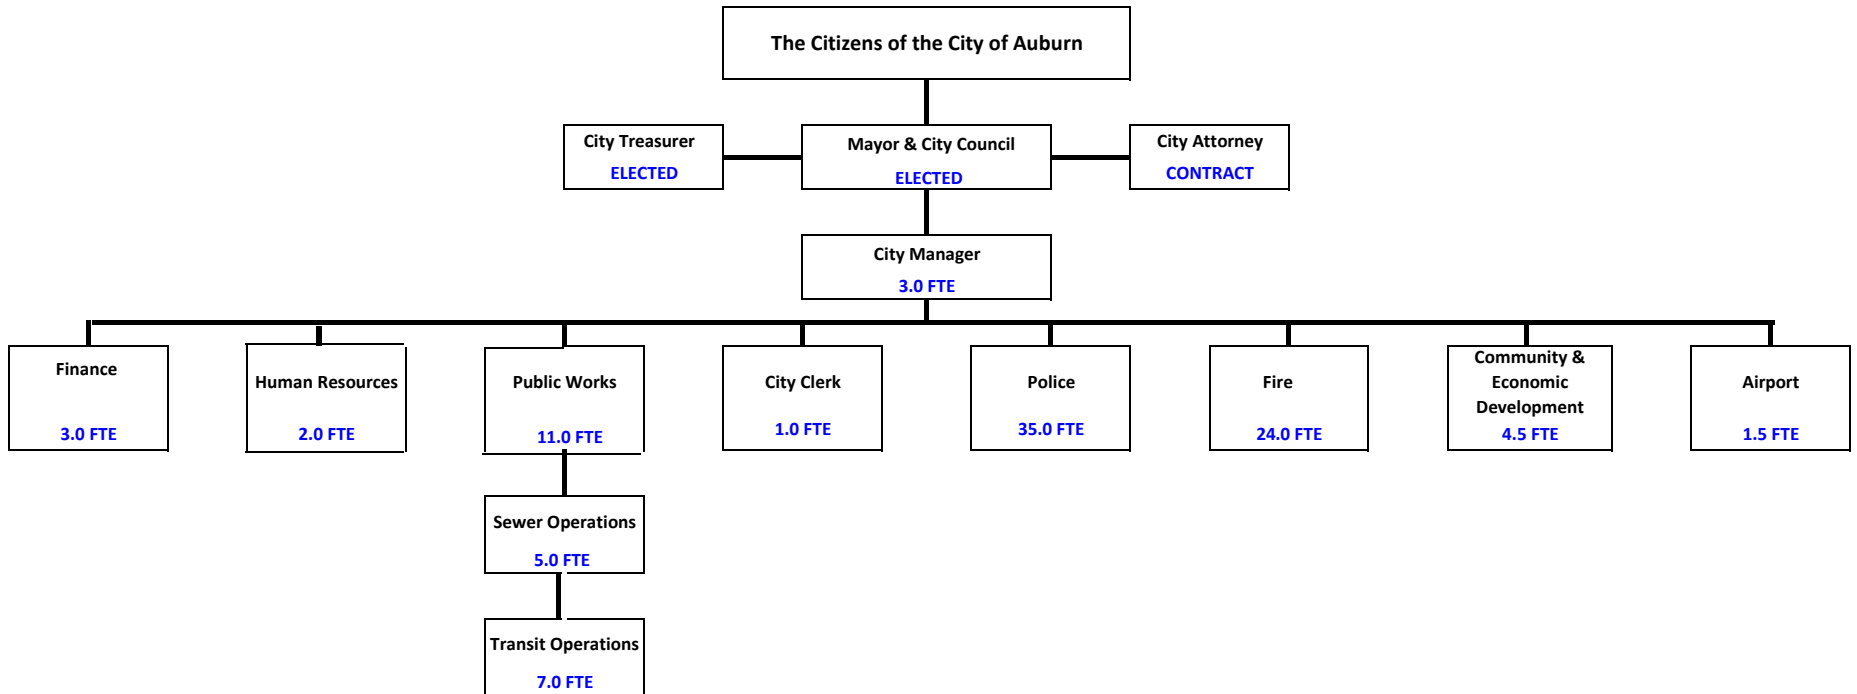 The Citizens of the City of Auburn
City Treasurer
ELECTED
Mayor & City Council
ELECTED
City Attorney
CONTRACT
City Manager
3.0 FTE
Finance
3.0 FTE
Human Resources
2.0 FTE
Public Works
11.0 FTE
City Clerk
1.0 FTE
Police
35.0 FTE
Fire
24.0 FTE
Community &
Economic
Development
4.5 FTE
Airport
1.5 FTE
Sewer Operations
5.0 FTE
Transit Operations
7.0 FTE